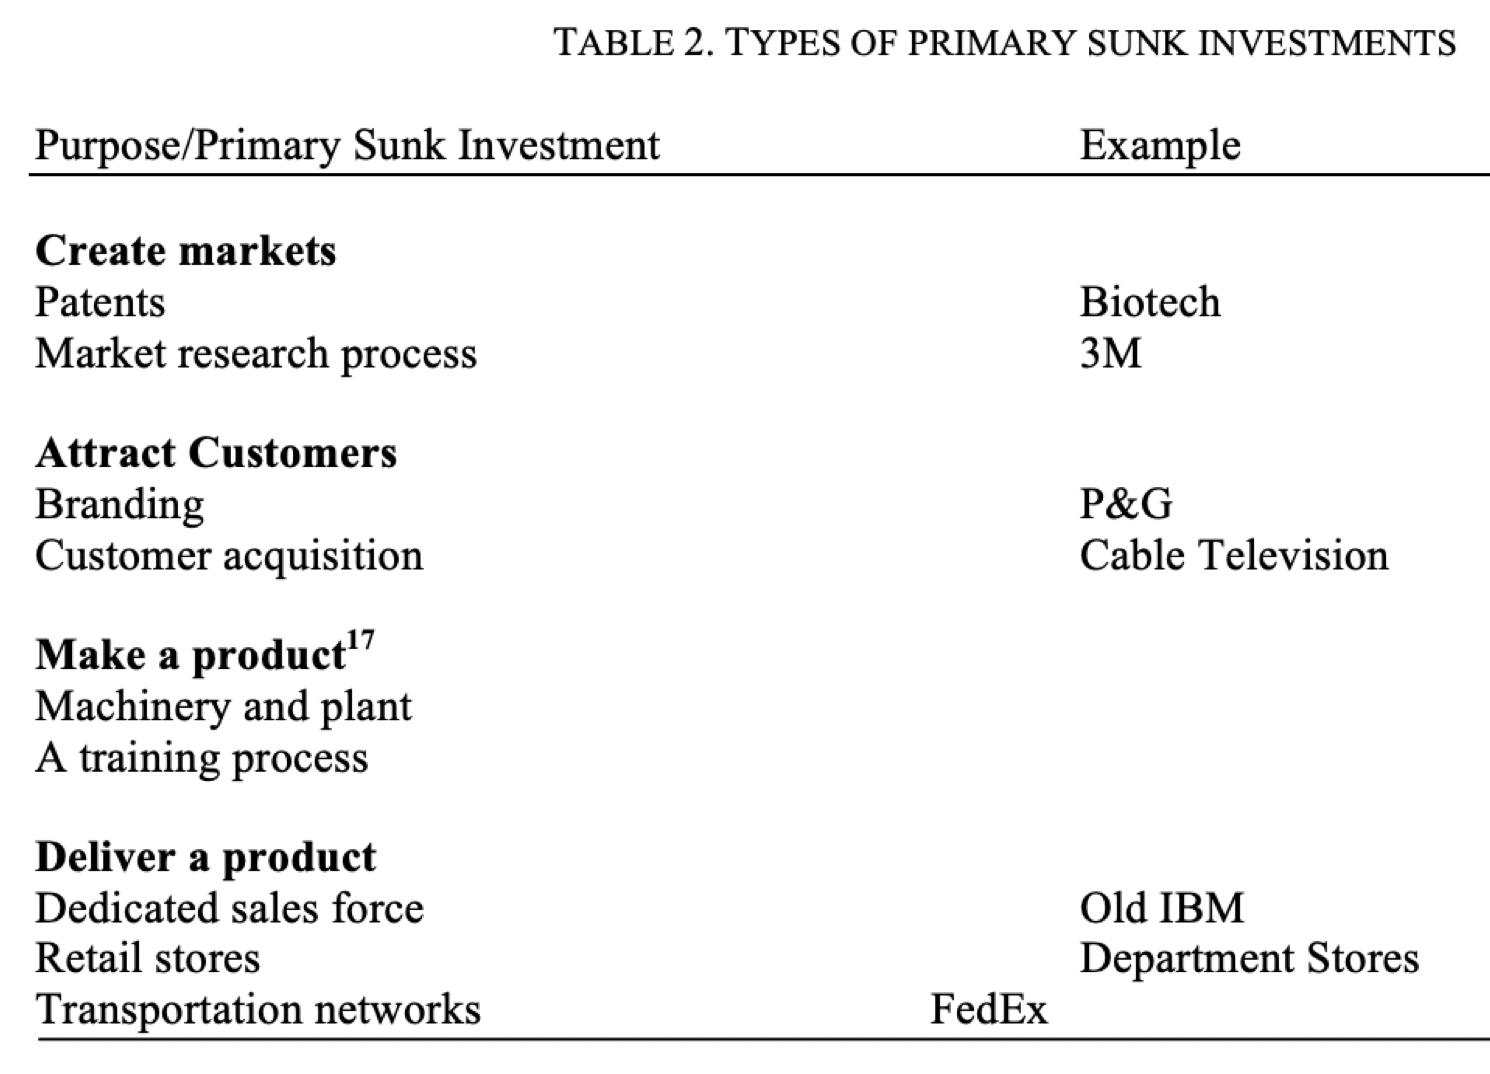 TABLE 2. TYPES OF PRIMARY SUNK INVESTMENTS
Purpose/Primary Sunk Investment Example
Create markets
Patents Biotech
Market research process 3M
Attract Customers
Branding P&G
Customer acquisition Cable Television
Make a product17
Machinery and plant
A training process
Deliver a product
Dedicated sales force Old IBM
Retail stores Department Stores
Transportation networks FedEx